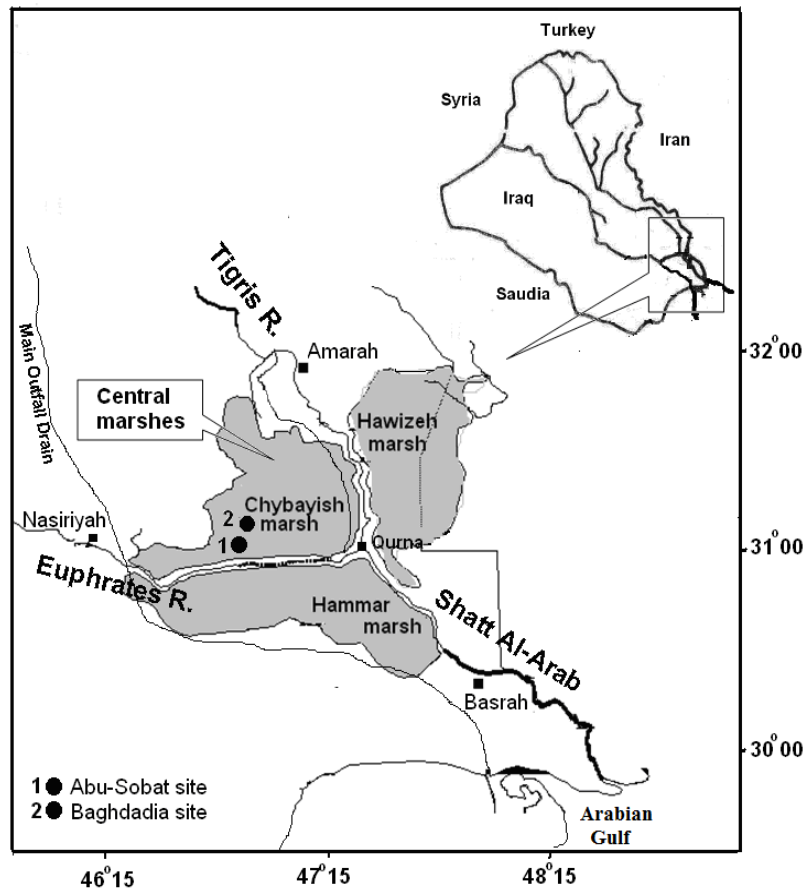 Turkey
Syria
Iran
Iraq
Saudia
Tigris R.
32°00
Amarah
Main Outfall Drain
Central
marshes
Hawizeh
marsh
Nasiriyah
2
Chybayish
marsh
1
Qurna
31°00
Euphrates R.
Hammar
marsh
Shatt Al-Arab
Basrah
30°00
1 Abu-Sobat site
2 Baghdadia site
Arabian
Gulf
46°15
47°15
48°15